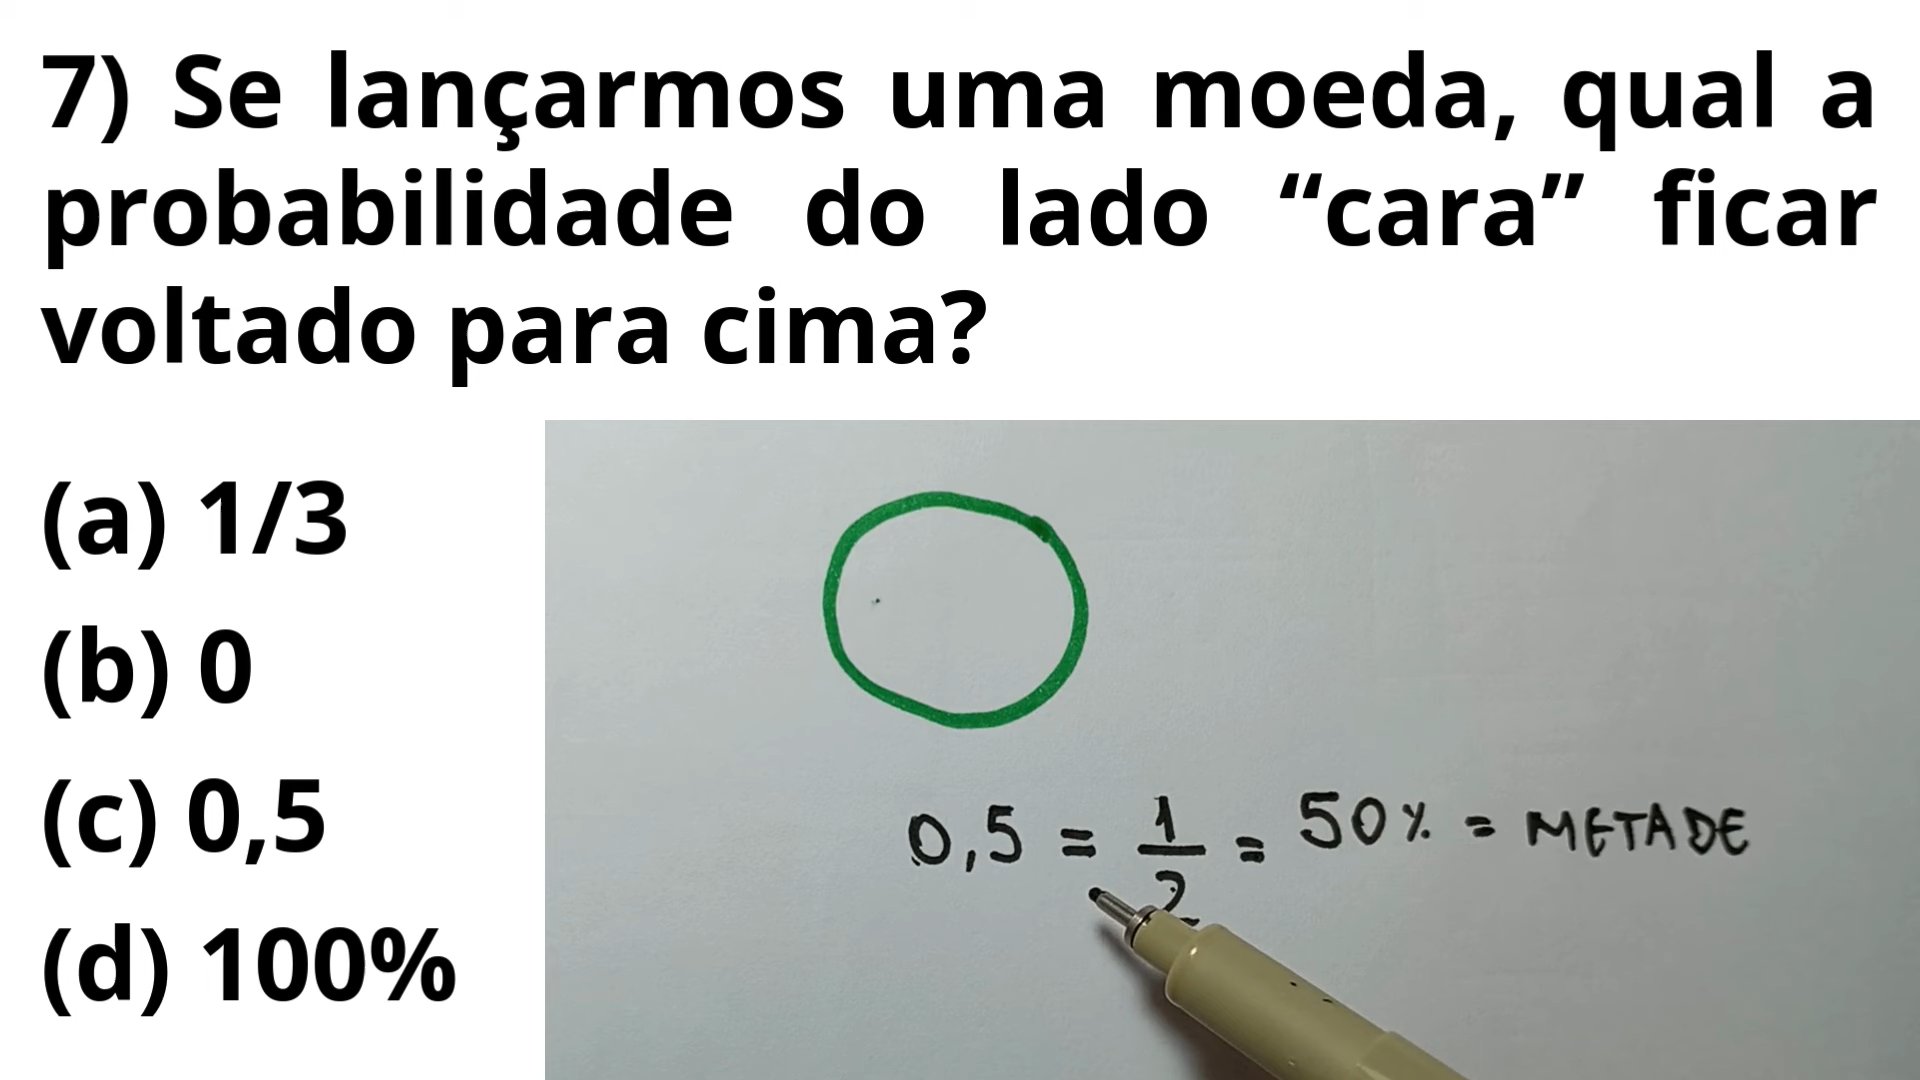 7) Se lançarmos uma moeda, qual a
probabilidade do lado “cara” ficar
voltado para cima?
(a) 1/3
(b) 0
(c) 0,5
(d) 100%
0,5 = 1/2 = 50% = METADE